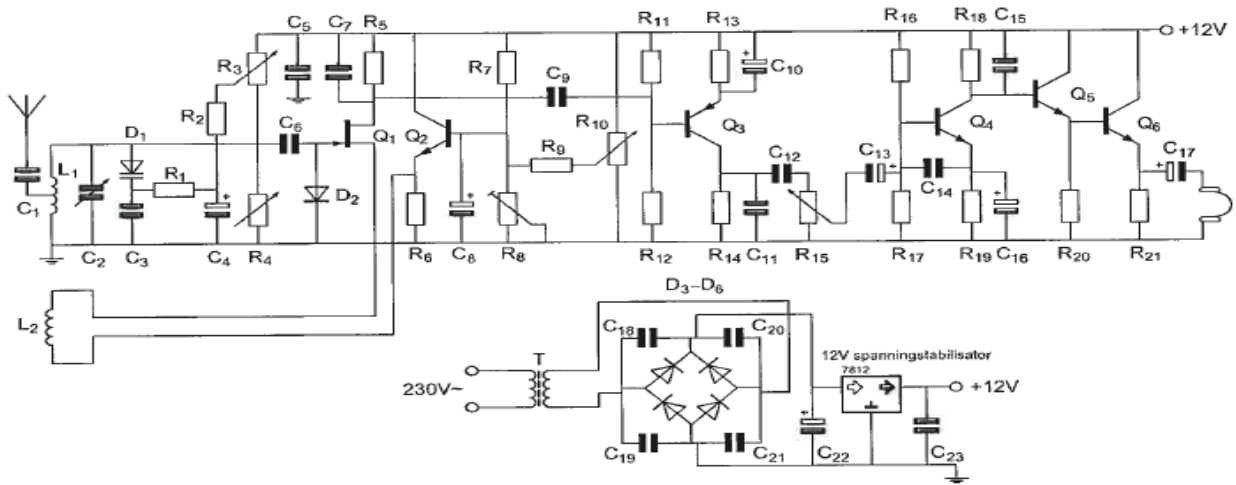 R11 R13 R16 R18 C15
C5 C7 R5 +12V
R3 R7 C9 C10
R2 Q5
D1 C6 Q1 Q2 R10 Q3 Q4 Q6
L1 R1 R9 C12 C13 C17
C1 D2 C14
C2 C3 C4 R4 R6 C8 R8 R12 R14 C11 R15 R17 R19 C16 R20 R21
D3–D6
L2 C18 C20
T 12V spanningstabilisator
7812
230V~ +12V
C19 C21 C22 C23